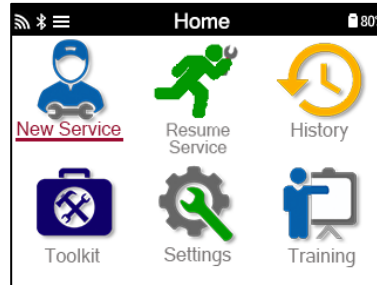 Home
80%
New Service
Resume
Service
History
Toolkit
Settings
Training